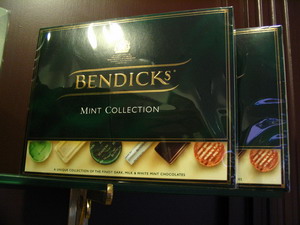 BENDICKS
MINT COLLECTION
A UNIQUE COLLECTION OF THE FINEST DARK, MILK & WHITE MINT CHOCOLATES